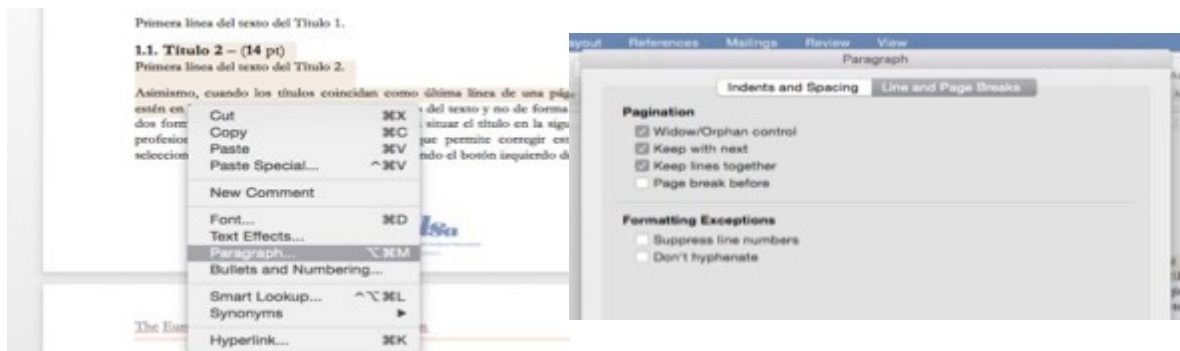 Primera línea del texto del Título 1.
1.1. Título 2 – (14 pt)
Primera línea del texto del Título 2.
Asimismo, cuando los títulos coincidan como última línea de una
estén en
del texto y no de forma
dos
situar el título en la
que permite corregir
el botón izquierdo
Cut ⌘X
Copy ⌘C
Paste ⌘V
Paste Special... ^⌘V
New Comment
Font... ⌘D
Text Effects...
Paragraph... ⌥⌘M
Bullets and Numbering...
Smart Lookup... ^⌥⌘L
Synonyms ▶
Hyperlink... ⌘K
The
References Mailings Review View
Paragraph
Indents and Spacing Line and Page Breaks
Pagination
Widow/Orphan control
Keep with next
Keep lines together
Page break before
Formatting Exceptions
Suppress line numbers
Don't hyphenate